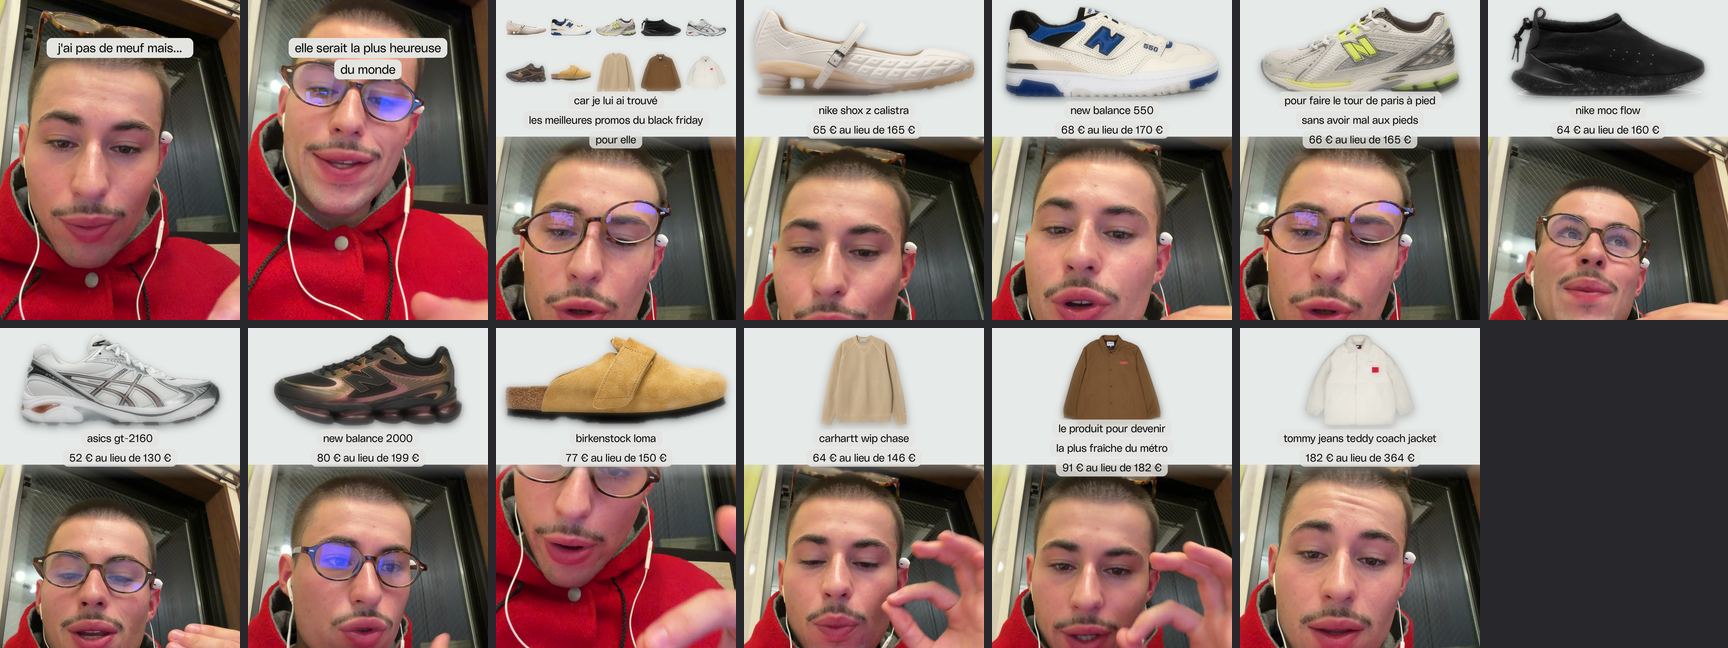 j'ai pas de meuf mais...
elle serait la plus heureuse
du monde
car je lui ai trouvé
les meilleures promos du black friday
pour elle
nike shox z calistra
65 € au lieu de 165 €
550
new balance 550
68 € au lieu de 170 €
pour faire le tour de paris à pied
sans avoir mal aux pieds
66 € au lieu de 165 €
nike moc flow
64 € au lieu de 160 €
asics gt-2160
52 € au lieu de 130 €
new balance 2000
80 € au lieu de 199 €
birkenstock loma
77 € au lieu de 150 €
carhartt wip chase
64 € au lieu de 146 €
le produit pour devenir
la plus fraîche du métro
91 € au lieu de 182 €
tommy jeans teddy coach jacket
182 € au lieu de 364 €